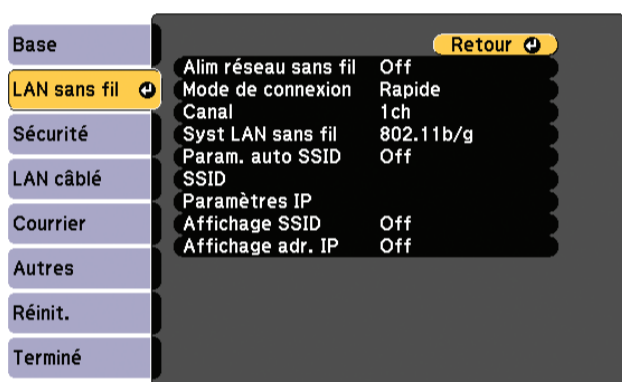 Base
LAN sans fil
Sécurité
LAN câblé
Courrier
Autres
Réinit.
Terminé
Retour
Alim réseau sans fil Off
Mode de connexion Rapide
Canal 1ch
Syst LAN sans fil 802.11b/g
Param. auto SSID Off
SSID
Paramètres IP
Affichage SSID Off
Affichage adr. IP Off